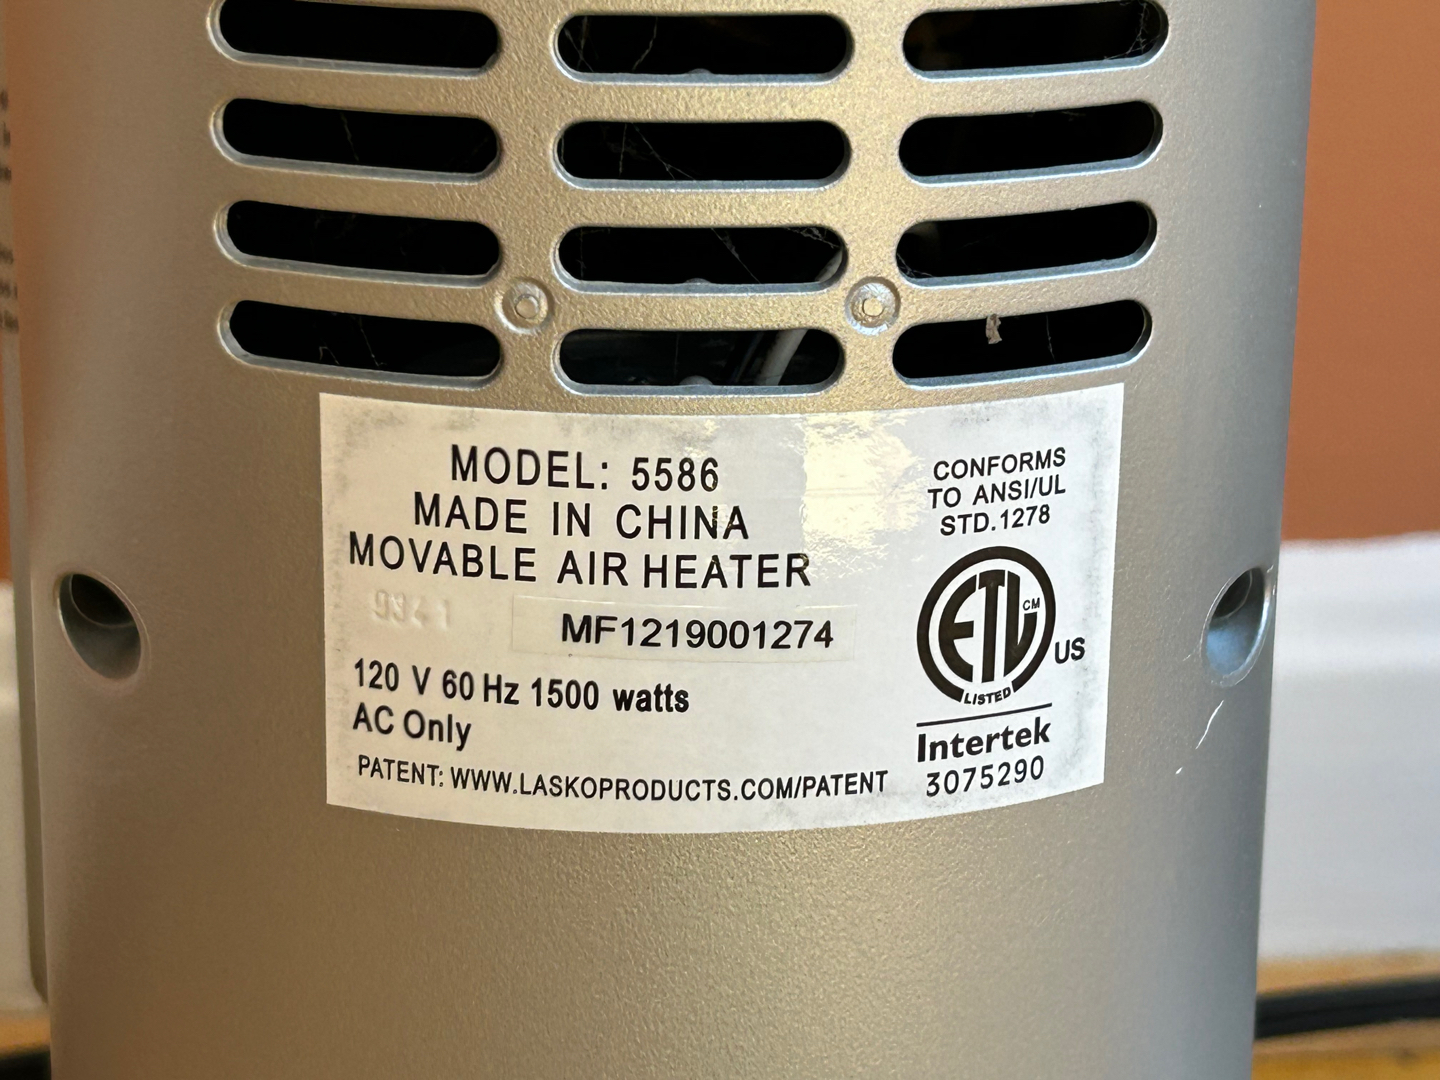 MODEL: 5586
MADE IN CHINA
MOVABLE AIR HEATER
9341
MF1219001274
120 V 60 Hz 1500 watts
AC Only
PATENT: WWW.LASKOPRODUCTS.COM/PATENT
CONFORMS
TO ANSI/UL
STD.1278
ETL CM
LISTED
US
Intertek
3075290